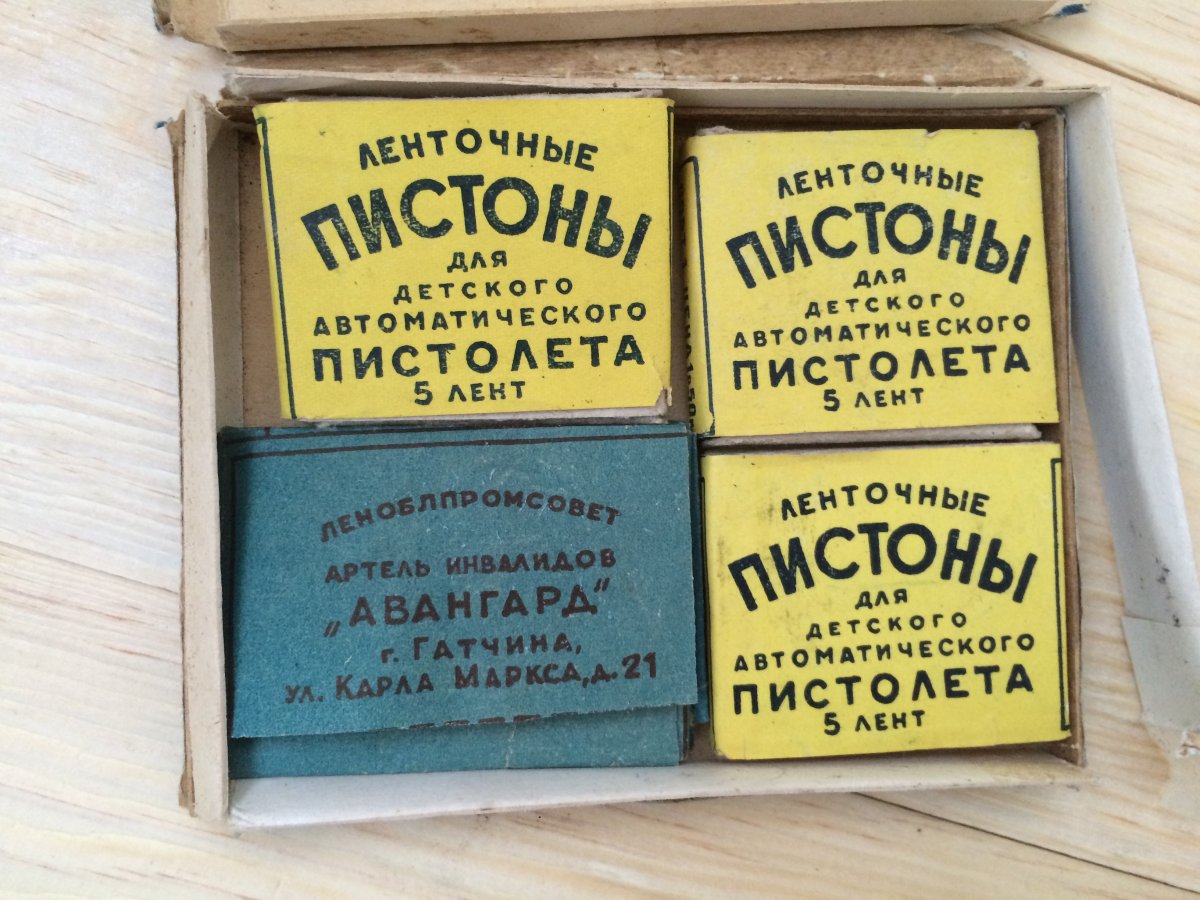 ЛЕНТОЧНЫЕ
ПИСТОНЫ
ДЛЯ
ДЕТСКОГО
АВТОМАТИЧЕСКОГО
ПИСТОЛЕТА
5 ЛЕНТ
ЛЕНТОЧНЫЕ
ПИСТОНЫ
ДЛЯ
ДЕТСКОГО
АВТОМАТИЧЕСКОГО
ПИСТОЛЕТА
5 ЛЕНТ
ЛЕНОБЛПРОМСОВЕТ
АРТЕЛЬ ИНВАЛИДОВ
„АВАНГАРД"
г. ГАТЧИНА,
УЛ. КАРЛА МАРКСА, Д. 21
ЛЕНТОЧНЫЕ
ПИСТОНЫ
ДЛЯ
ДЕТСКОГО
АВТОМАТИЧЕСКОГО
ПИСТОЛЕТА
5 ЛЕНТ